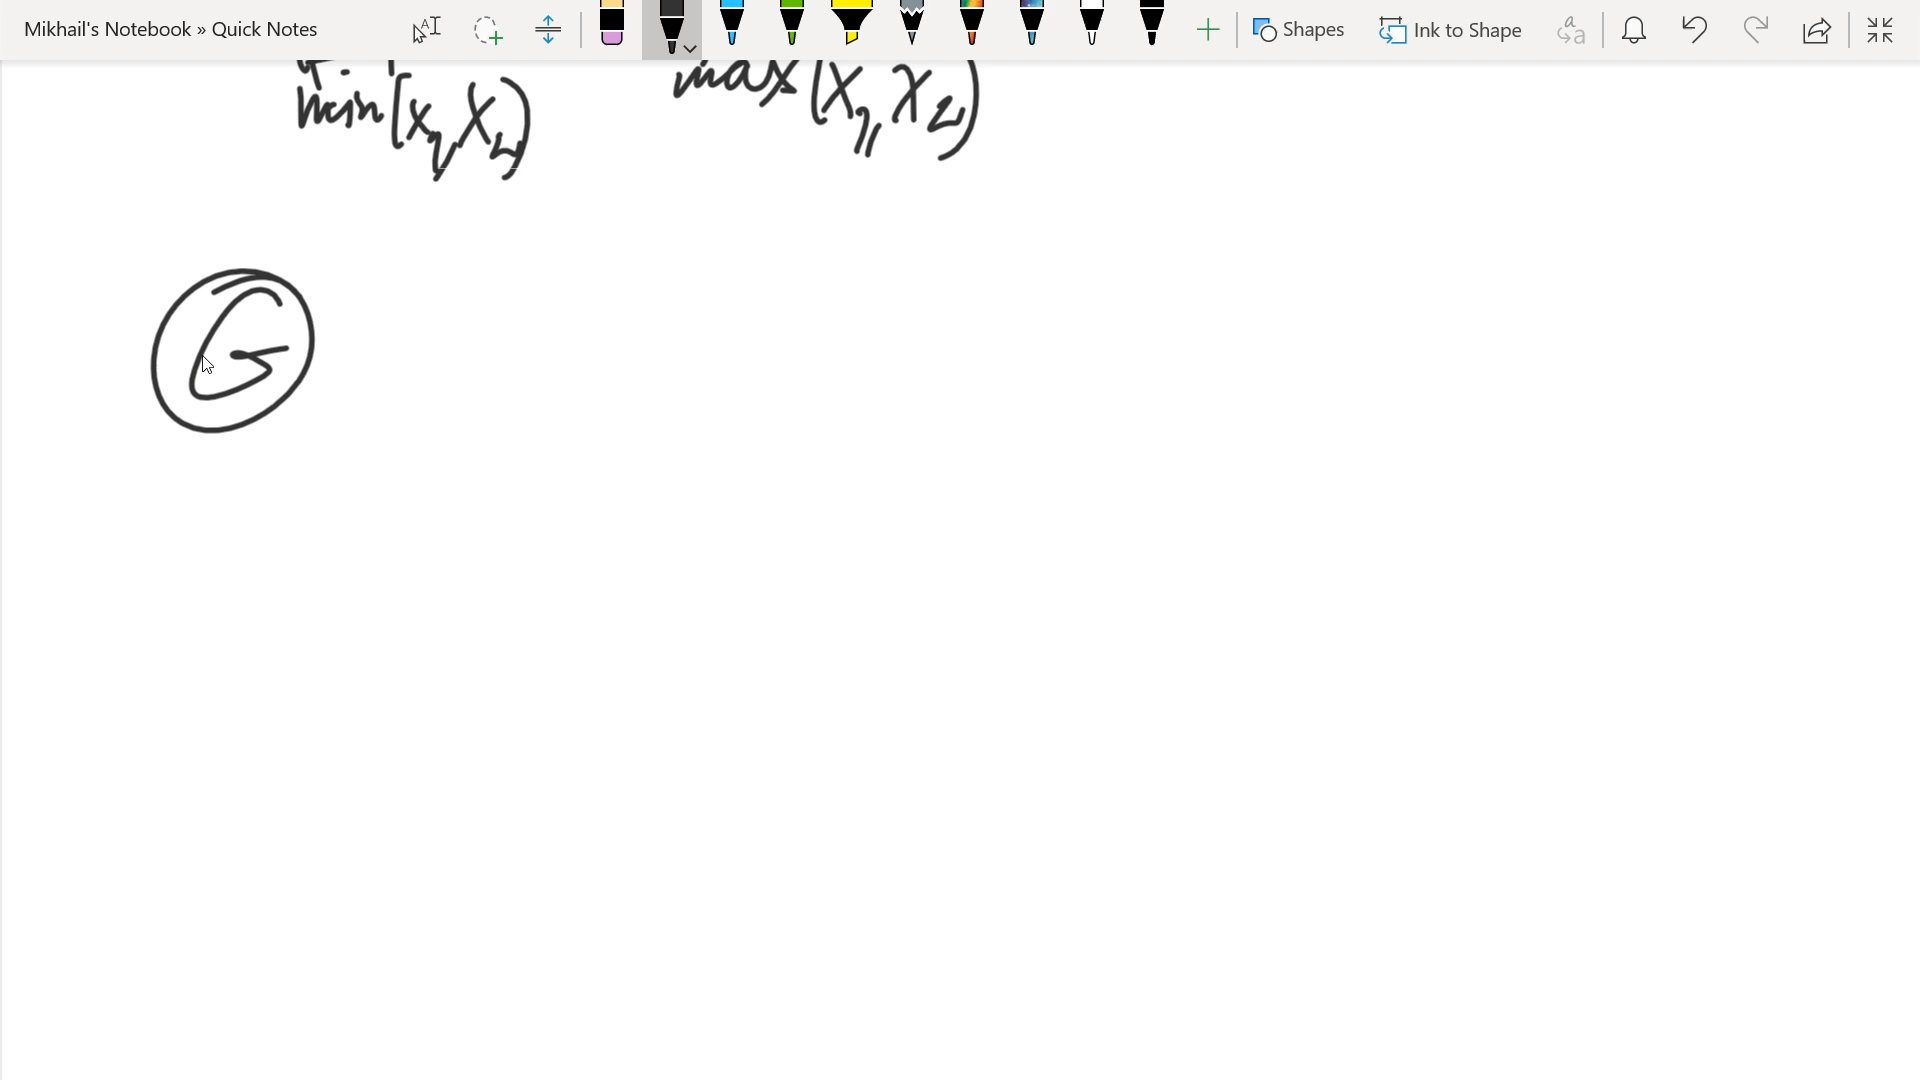 Mikhail's Notebook » Quick Notes Shapes Ink to Shape
min(x₁, x₂) max(x₁, x₂)
G